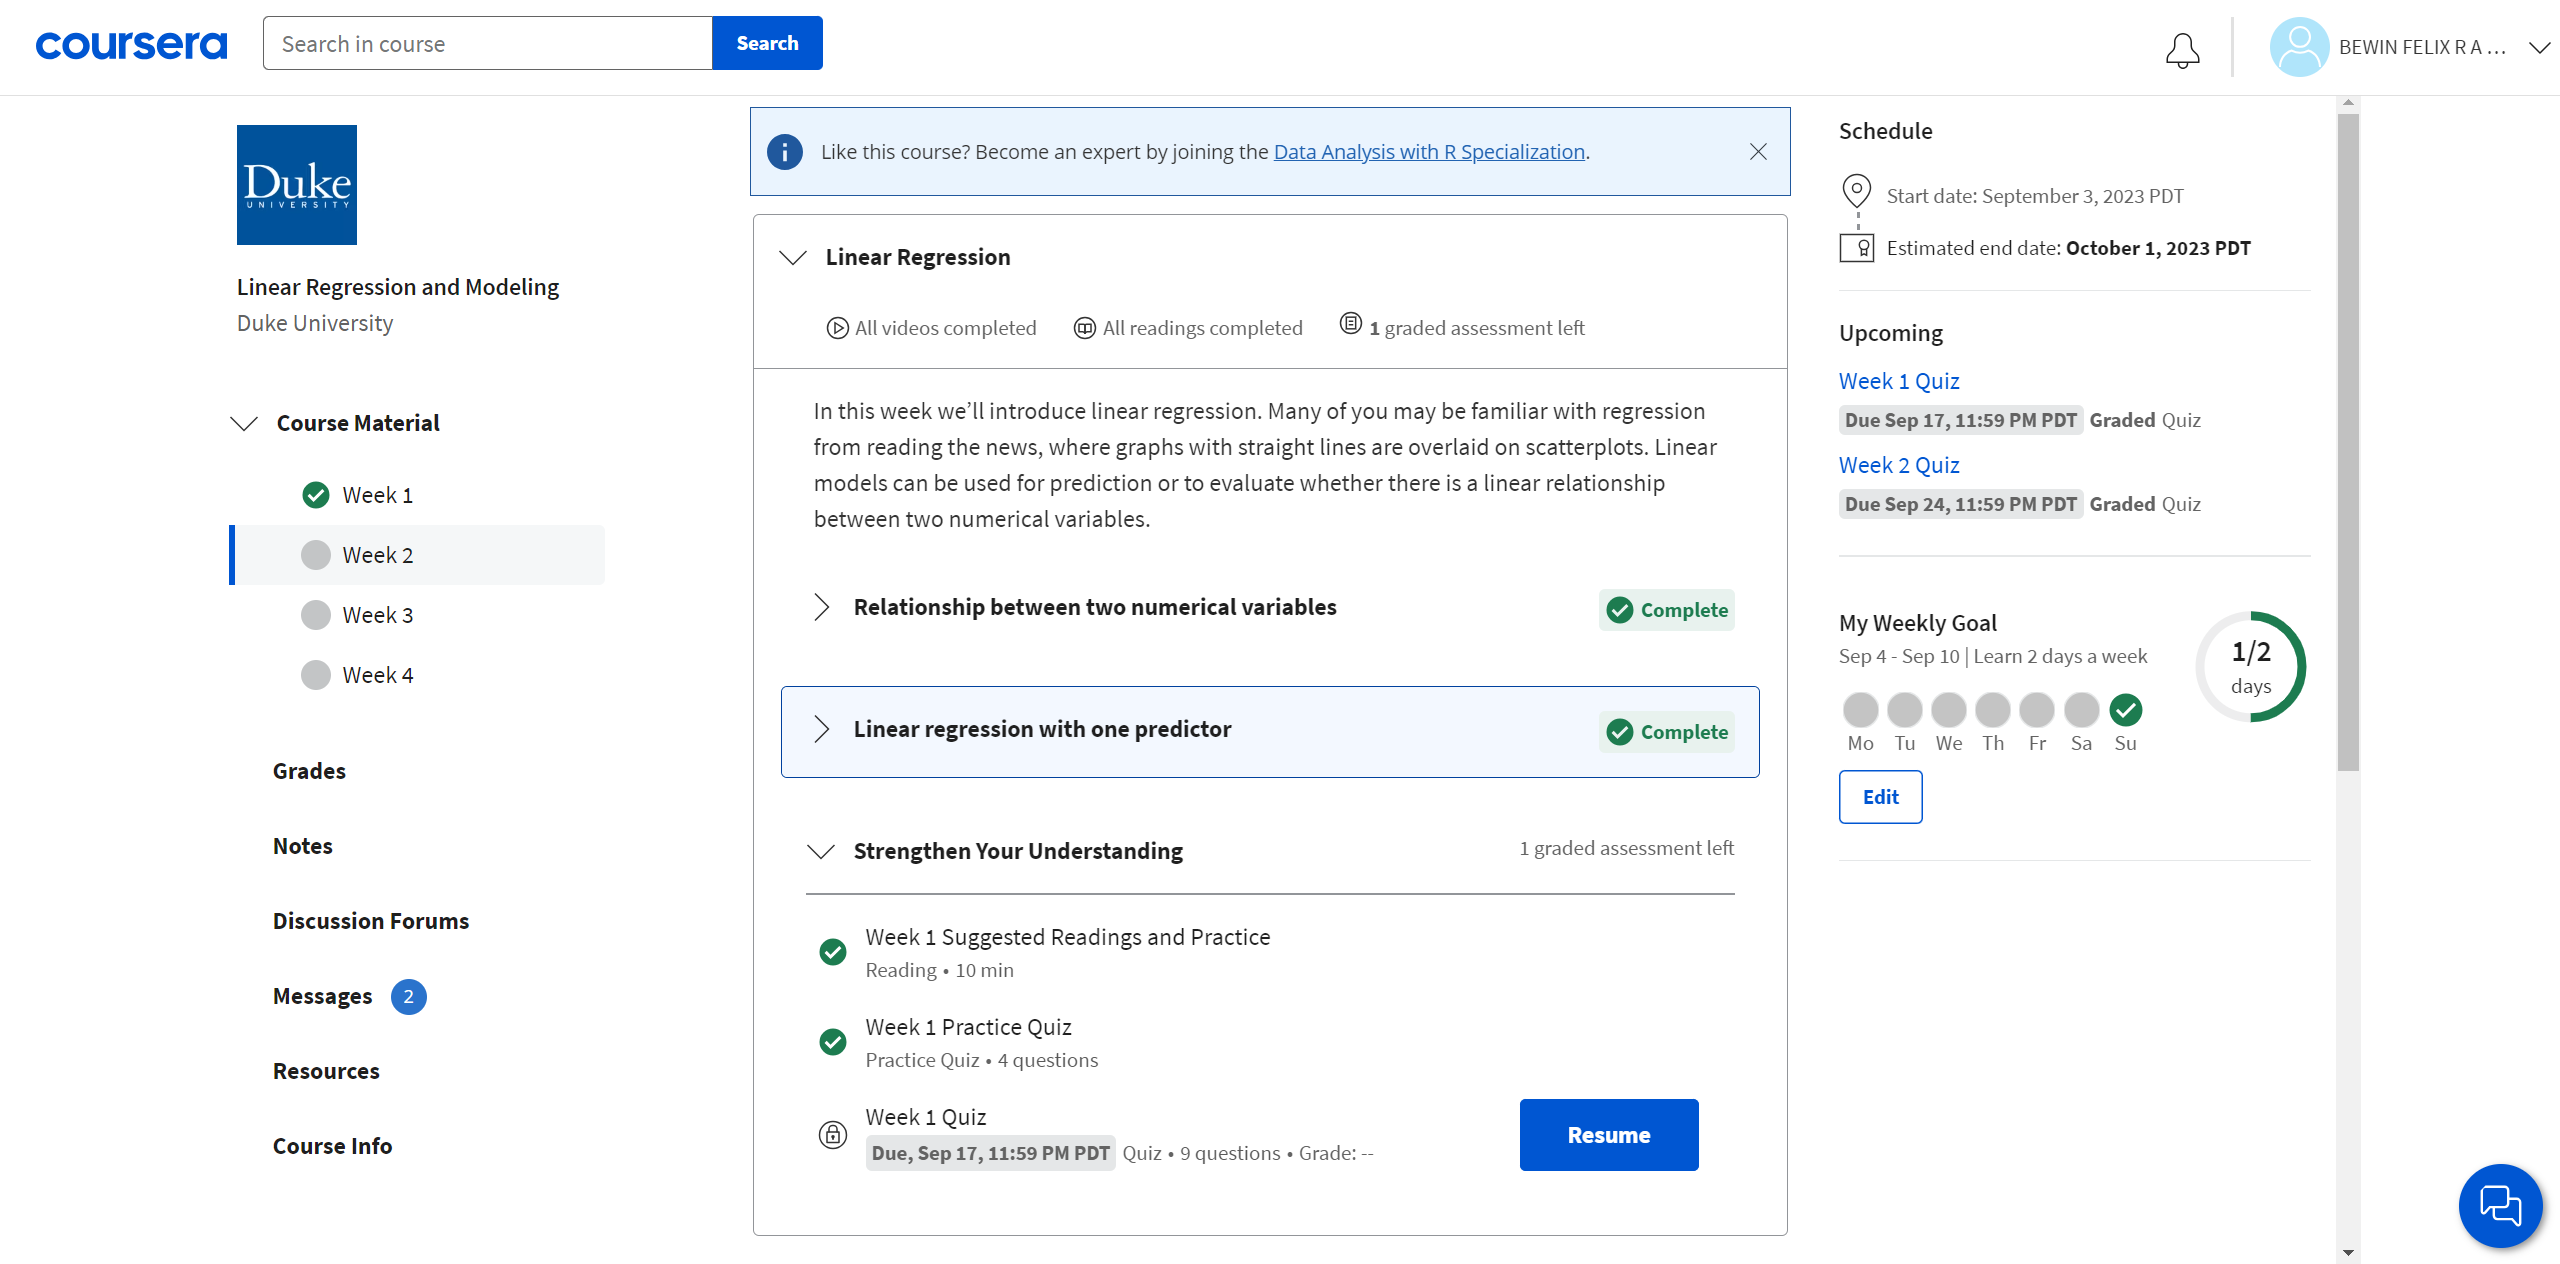 coursera
Search in course
Search
BEWIN FELIX R A ...
Duke
UNIVERSITY
Linear Regression and Modeling
Duke University
Course Material
Week 1
Week 2
Week 3
Week 4
Grades
Notes
Discussion Forums
Messages 2
Resources
Course Info
Like this course? Become an expert by joining the Data Analysis with R Specialization.
Linear Regression
All videos completed All readings completed 1 graded assessment left
In this week we’ll introduce linear regression. Many of you may be familiar with regression
from reading the news, where graphs with straight lines are overlaid on scatterplots. Linear
models can be used for prediction or to evaluate whether there is a linear relationship
between two numerical variables.
Relationship between two numerical variables Complete
Linear regression with one predictor Complete
Strengthen Your Understanding 1 graded assessment left
Week 1 Suggested Readings and Practice
Reading • 10 min
Week 1 Practice Quiz
Practice Quiz • 4 questions
Week 1 Quiz
Due, Sep 17, 11:59 PM PDT Quiz • 9 questions • Grade: --
Resume
Schedule
Start date: September 3, 2023 PDT
Estimated end date: October 1, 2023 PDT
Upcoming
Week 1 Quiz
Due Sep 17, 11:59 PM PDT Graded Quiz
Week 2 Quiz
Due Sep 24, 11:59 PM PDT Graded Quiz
My Weekly Goal
Sep 4 - Sep 10 | Learn 2 days a week
1/2
days
Mo Tu We Th Fr Sa Su
Edit